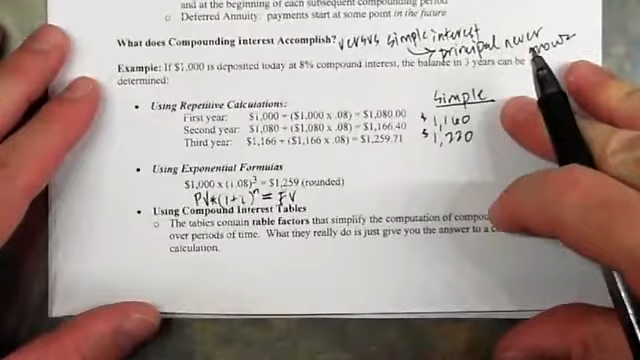 and at the beginning of each subsequent compounding
o Deferred Annuity: payments start at some point in the future
What does Compounding interest Accomplish? versus simple interest
principal never grows
Example: If $1,000 is deposited today at 8% compound interest, the balance in 3 years can be
determined:
Simple
• Using Repetitive Calculations:
First year: $1,000 + ($1,000 x .08) = $1,080.00
Second year: $1,080 + ($1,080 x .08) = $1,166.40 $1,160
Third year: $1,166 + ($1,166 x .08) = $1,259.71 $1,220
• Using Exponential Formulas
$1,000 x (1.08)³ = $1,259 (rounded)
PV*(1+i)ⁿ = FV
• Using Compound Interest Tables
o The tables contain table factors that simplify the computation of
over periods of time. What they really do is just give you the answer to a
calculation.